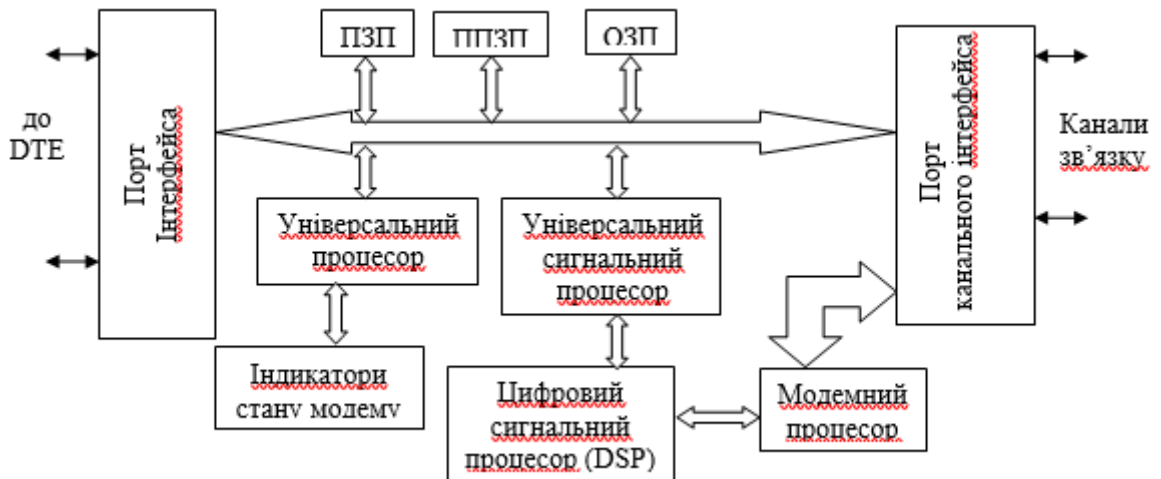 ПЗП
ППЗП
ОЗП
до
DTE
Порт
Інтерфейса
Порт
канального інтерфейса
Канали
зв’язку
Універсальний
процесор
Універсальний
сигнальний
процесор
Індикатори
стану модему
Цифровий
сигнальний
процесор (DSP)
Модемний
процесор